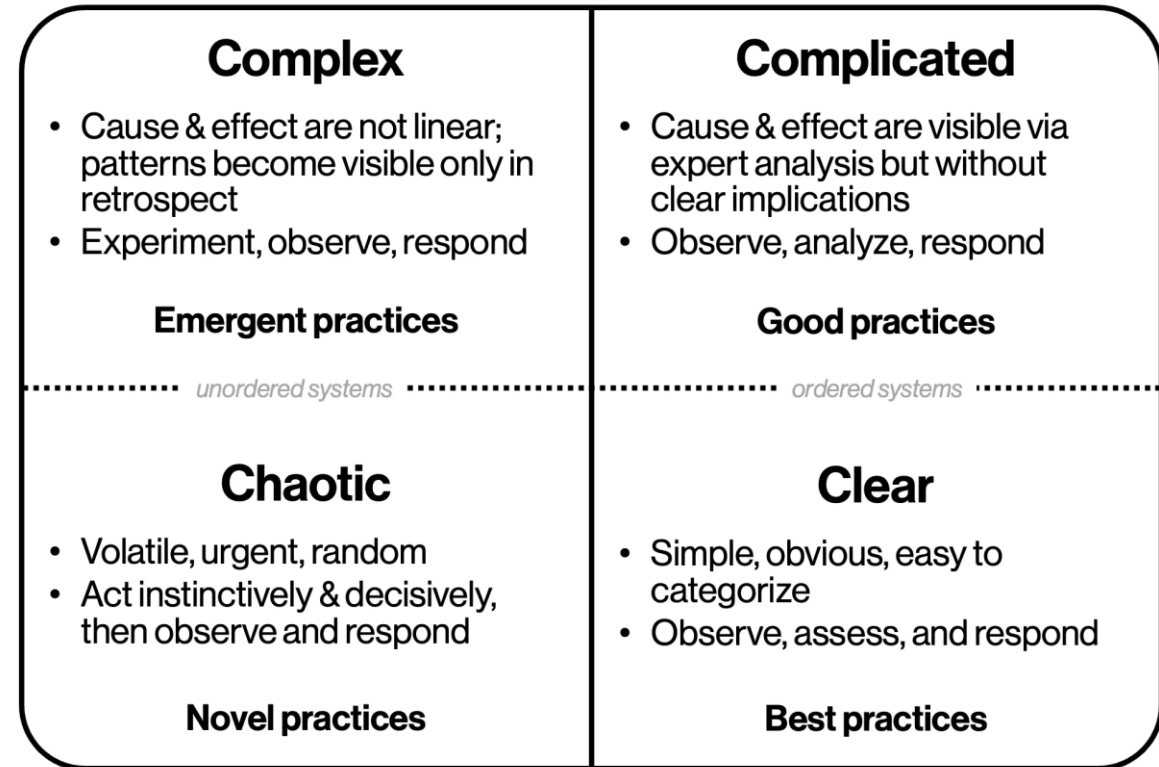 Complex
• Cause & effect are not linear;
patterns become visible only in
retrospect
• Experiment, observe, respond
Emergent practices
Complicated
• Cause & effect are visible via
expert analysis but without
clear implications
• Observe, analyze, respond
Good practices
unordered systems
ordered systems
Chaotic
• Volatile, urgent, random
• Act instinctively & decisively,
then observe and respond
Novel practices
Clear
• Simple, obvious, easy to
categorize
• Observe, assess, and respond
Best practices